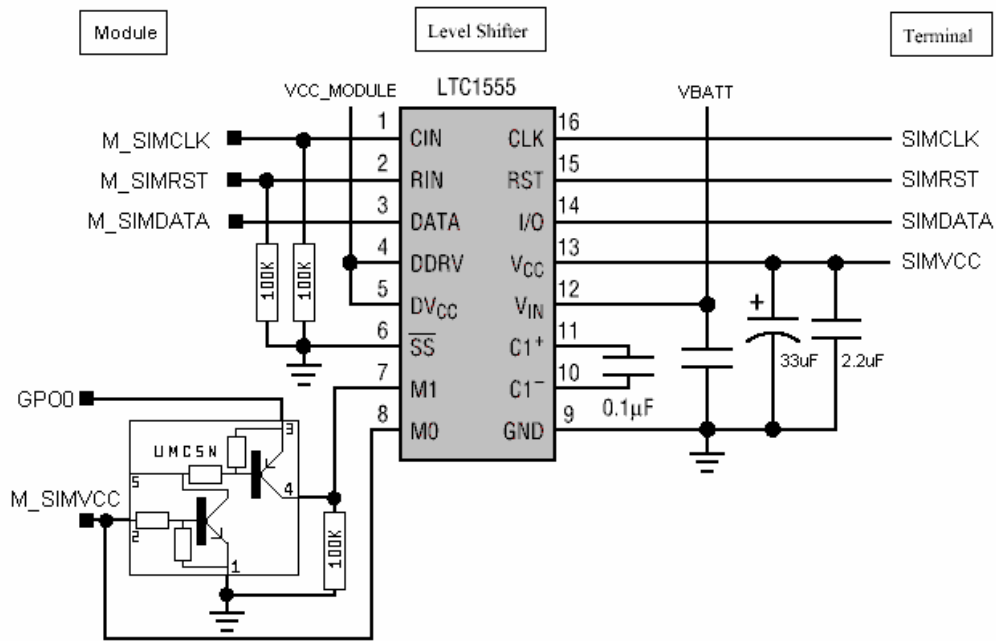 Module
Level Shifter
Terminal
VCC_MODULE
LTC1555
VBATT
M_SIMCLK
1
CIN
CLK
16
SIMCLK
M_SIMRST
2
RIN
RST
15
SIMRST
M_SIMDATA
3
DATA
I/O
14
SIMDATA
4
DDRV
VCC
13
SIMVCC
100K
100K
5
DVCC
VIN
12
+
6
SS
C1+
11
33uF
2.2uF
7
M1
C1−
10
0.1µF
GPO0
8
M0
GND
9
3
UMC5N
5
4
M_SIMVCC
2
1
100K